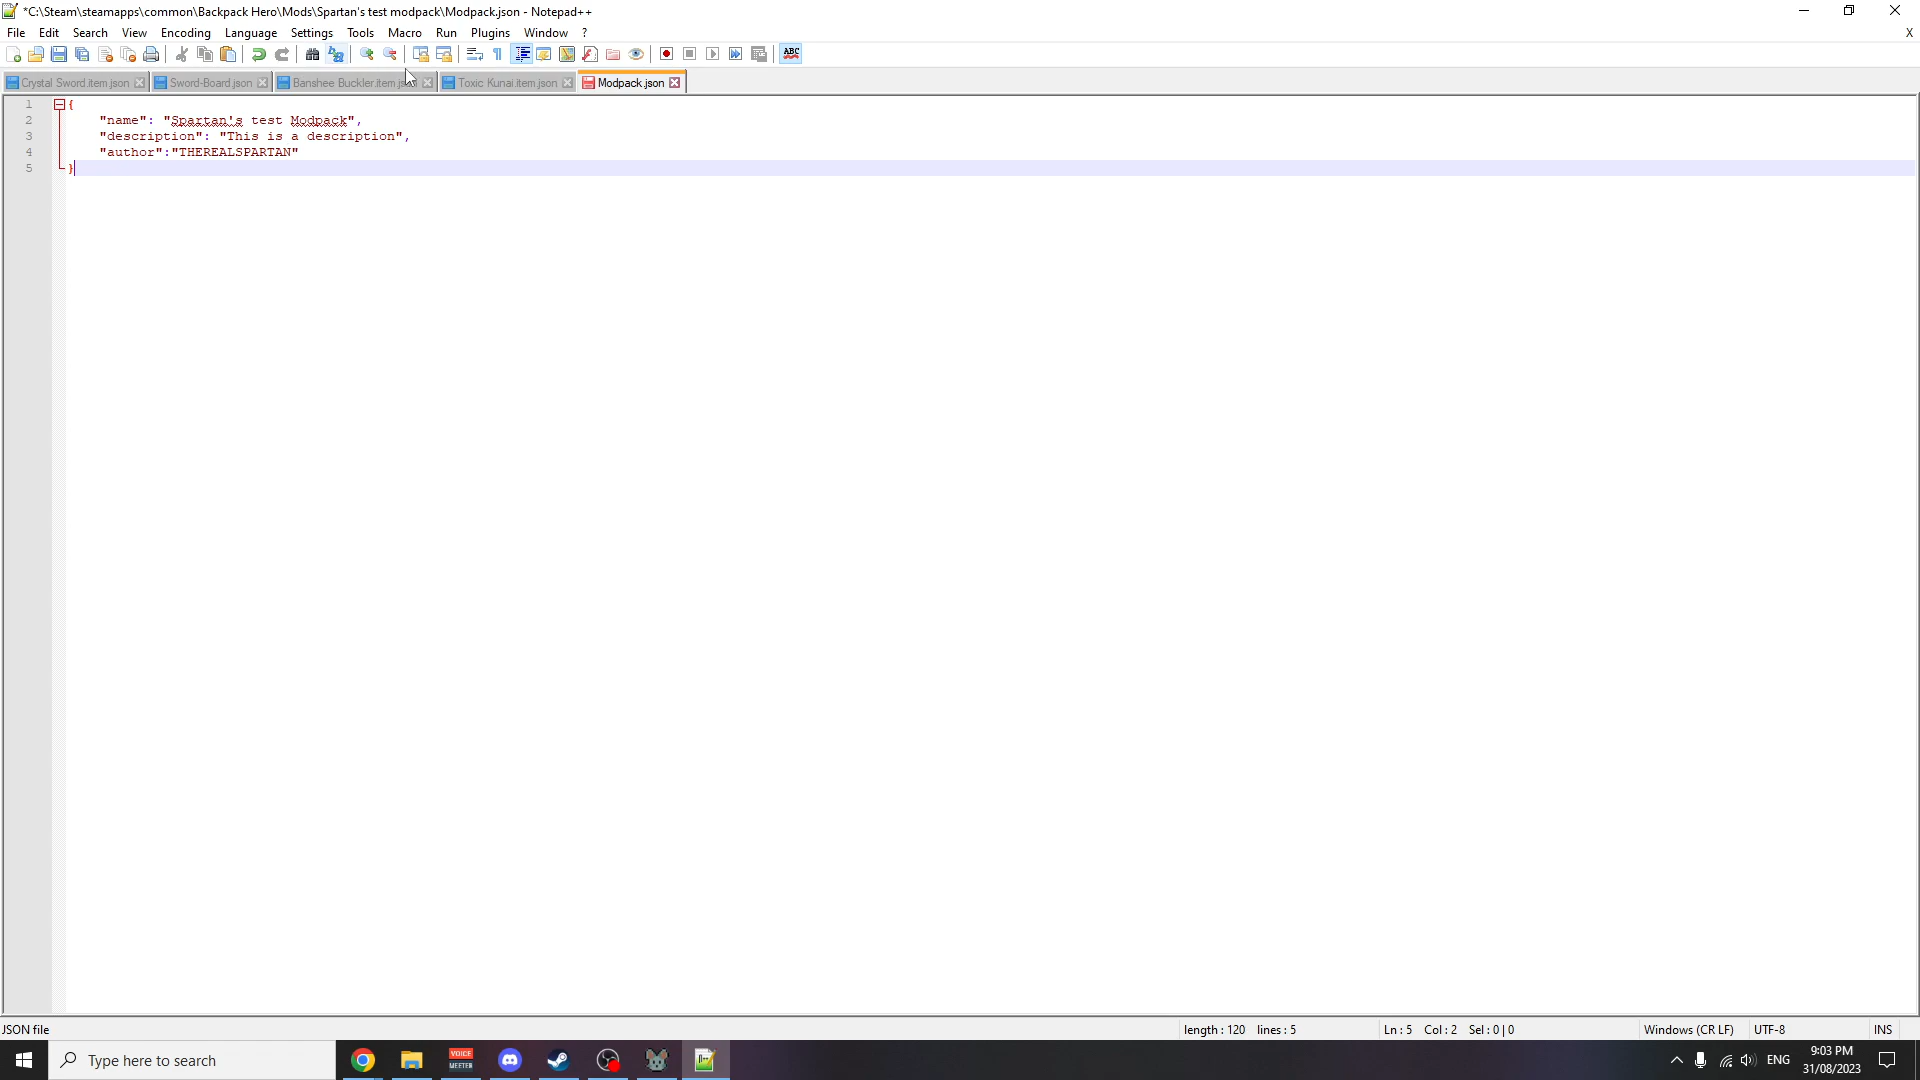 *C:\Steam\steamapps\common\Backpack Hero\Mods\Spartan's test modpack\Modpack.json - Notepad++
File Edit Search View Encoding Language Settings Tools Macro Run Plugins Window ? X
ABC
Crystal Sword.item.json Sword-Board.json Banshee Buckler.item.json Toxic Kunai.item.json Modpack.json
1 {
2 "name": "Spartan's test Modpack",
3 "description": "This is a description",
4 "author":"THEREALSPARTAN"
5 }
JSON file length : 120 lines : 5 Ln : 5 Col : 2 Sel : 0 | 0 Windows (CR LF) UTF-8 INS
Type here to search VOICE MEETER ENG 9:03 PM
31/08/2023